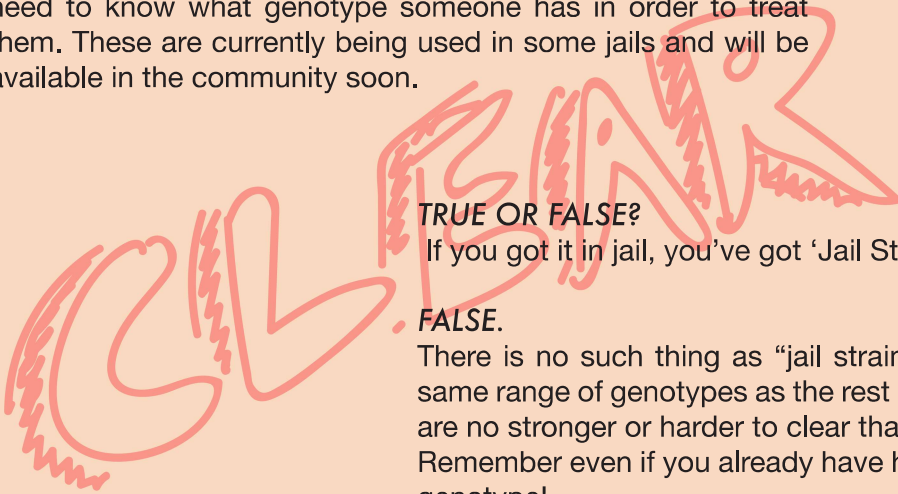 need to know what genotype someone has in order to treat
them. These are currently being used in some jails and will be
available in the community soon.
CLEAR
TRUE OR FALSE?
If you got it in jail, you've got ‘Jail
FALSE.
There is no such thing as “jail strain
same range of genotypes as the rest
are no stronger or harder to clear
Remember even if you already have
genotype!